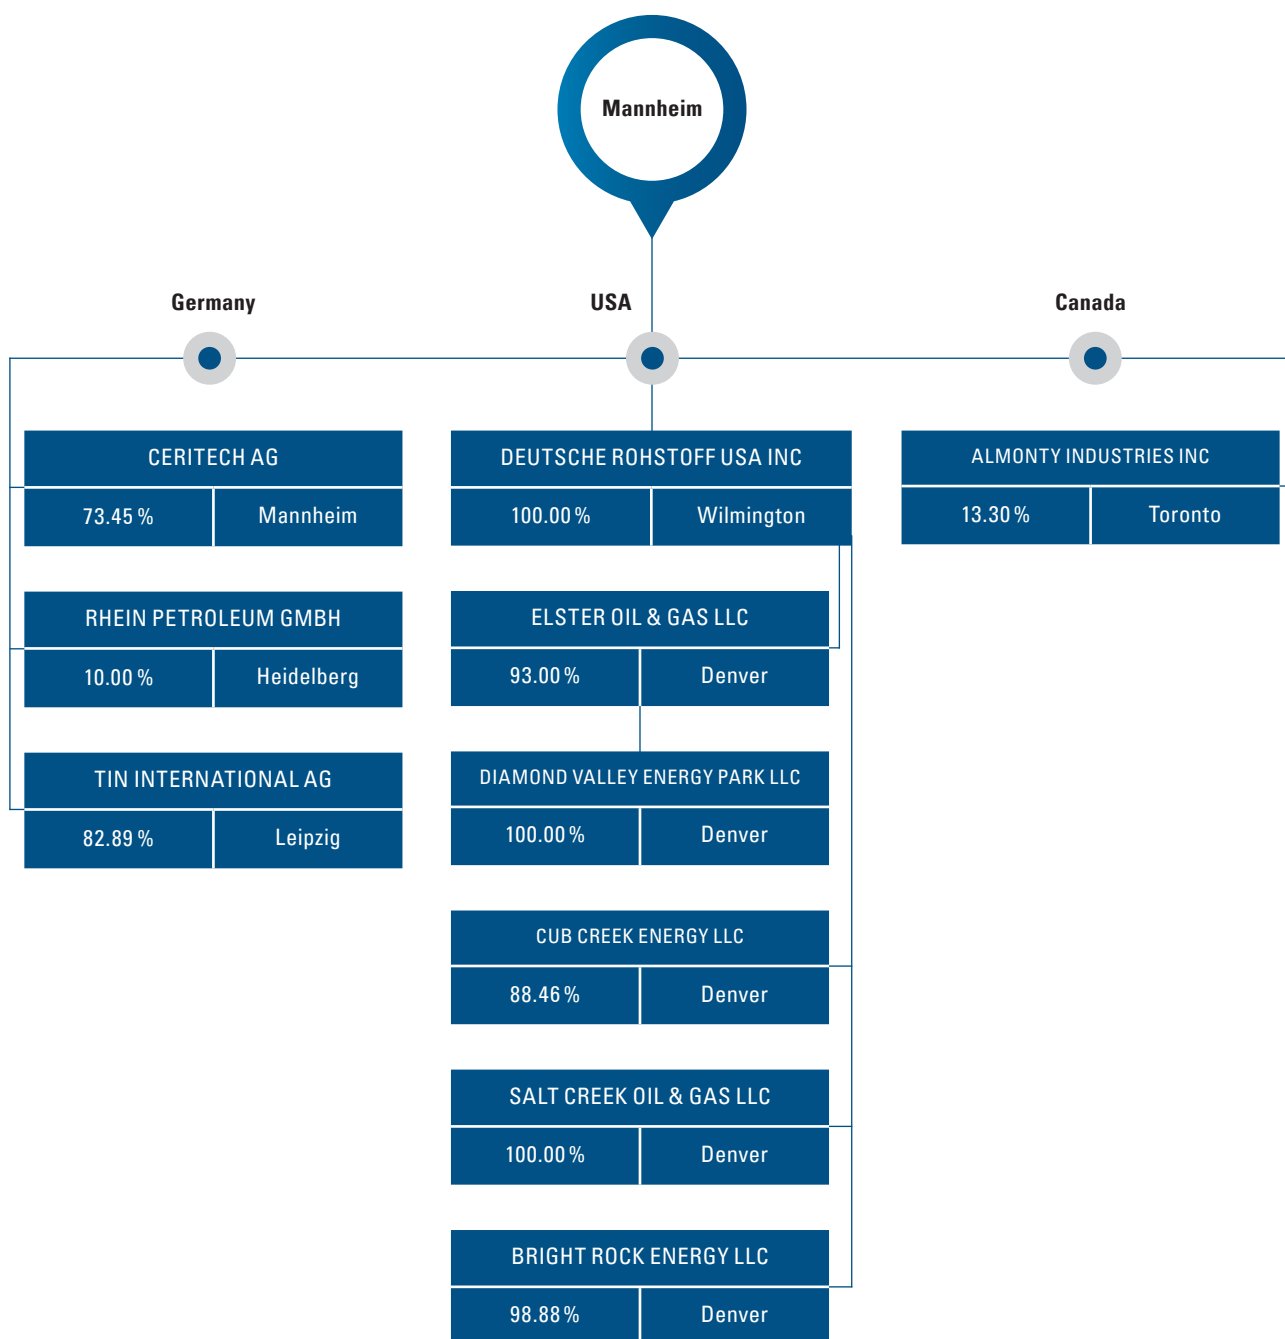 Mannheim
Germany
USA
Canada
CERITECH AG
73.45 % Mannheim
RHEIN PETROLEUM GMBH
10.00 % Heidelberg
TIN INTERNATIONAL AG
82.89 % Leipzig
DEUTSCHE ROHSTOFF USA INC
100.00 % Wilmington
ELSTER OIL & GAS LLC
93.00 % Denver
DIAMOND VALLEY ENERGY PARK LLC
100.00 % Denver
CUB CREEK ENERGY LLC
88.46 % Denver
SALT CREEK OIL & GAS LLC
100.00 % Denver
BRIGHT ROCK ENERGY LLC
98.88 % Denver
ALMONTY INDUSTRIES INC
13.30 % Toronto